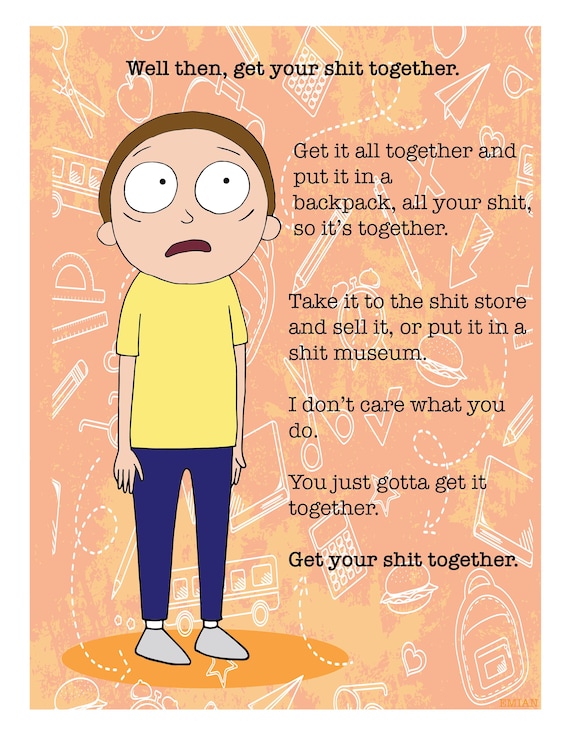 Well then, get your shit together.
Get it all together and
put it in a
backpack, all your shit,
so it's together.
Take it to the shit store
and sell it, or put it in a
shit museum.
I don't care what you
do.
You just gotta get it
together.
Get your shit together.
EMIAN